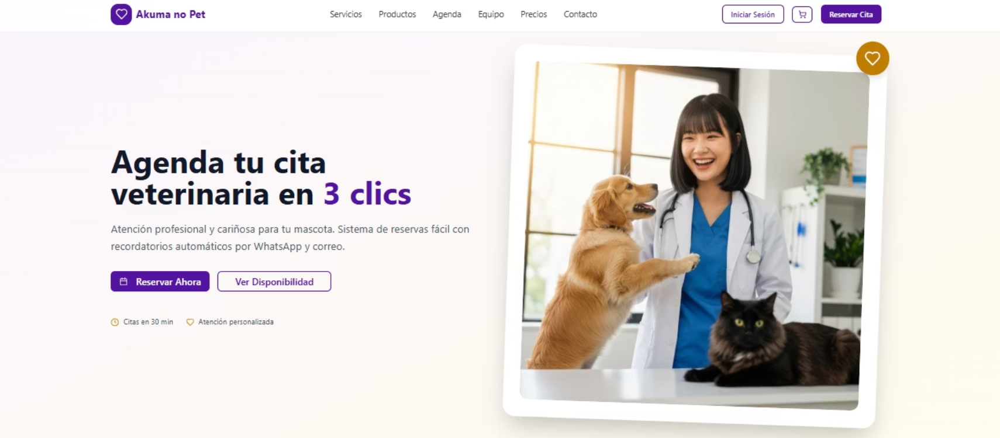 Akuma no Pet
Servicios
Productos
Agenda
Equipo
Precios
Contacto
Iniciar Sesión
Reservar Cita
Agenda tu cita
veterinaria en 3 clics
Atención profesional y cariñosa para tu mascota. Sistema de reservas fácil con
recordatorios automáticos por WhatsApp y correo.
Reservar Ahora
Ver Disponibilidad
Citas en 30 min
Atención personalizada